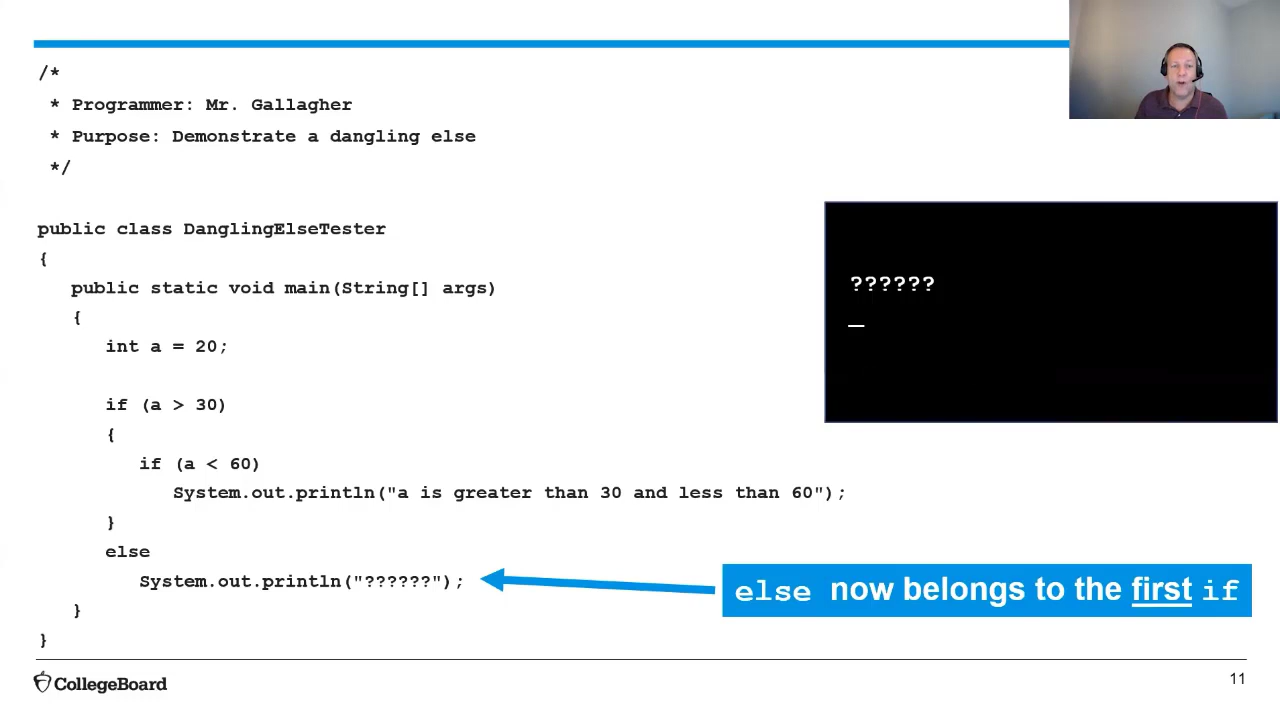 /*
 * Programmer: Mr. Gallagher
 * Purpose: Demonstrate a dangling else
 */
public class DanglingElseTester
{
   public static void main(String[] args)
   {
      int a = 20;
      if (a > 30)
      {
         if (a < 60)
            System.out.println("a is greater than 30 and less than 60");
      }
      else
         System.out.println("??????");
   }
}
??????
_
else now belongs to the first if
CollegeBoard
11